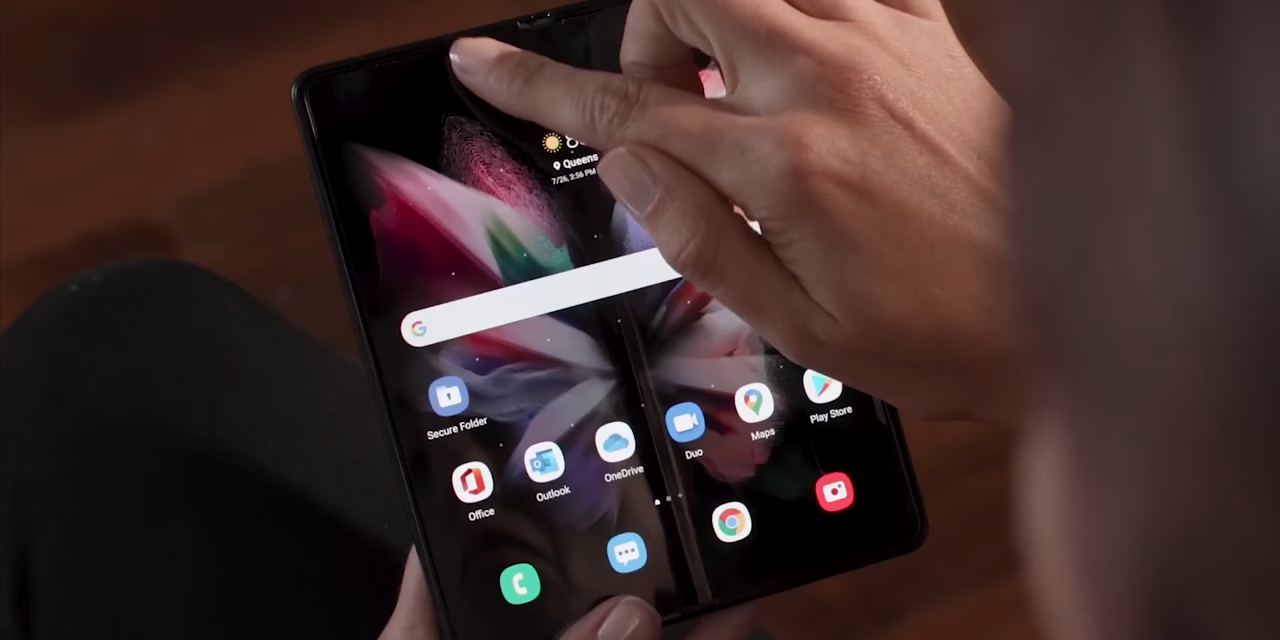 Queens
7/26, 3:56 PM
Secure Folder
Office
Outlook
OneDrive
Duo
Maps
Play Store